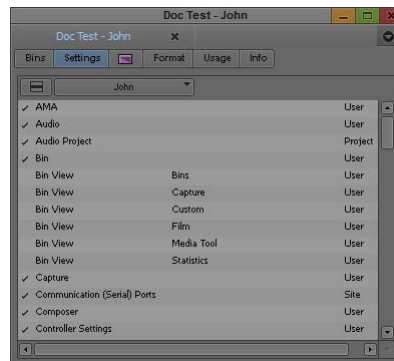 Doc Test - John
Doc Test - John x
Bins Settings Format Usage Info
John
✓ AMA User
✓ Audio User
✓ Audio Project Project
✓ Bin User
Bin View Bins User
Bin View Capture User
Bin View Custom User
Bin View Film User
Bin View Media Tool User
Bin View Statistics User
✓ Capture User
✓ Communication (Serial) Ports Site
✓ Composer User
✓ Controller Settings User